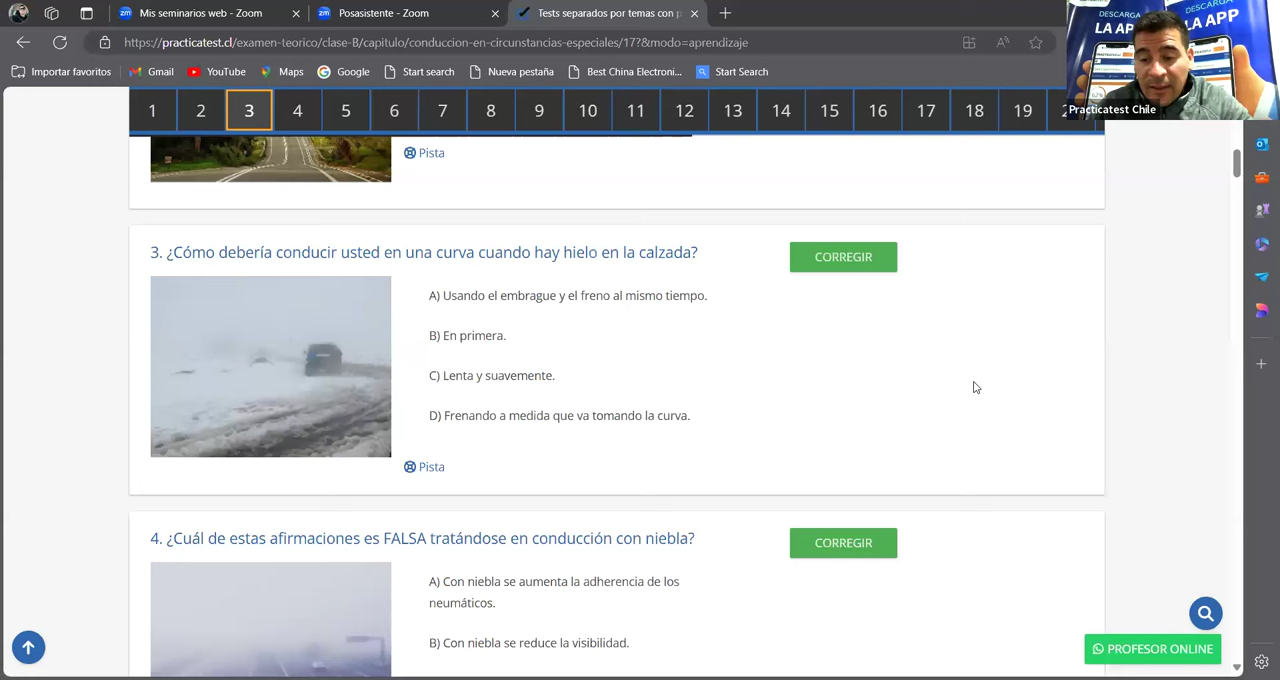 Mis seminarios web - Zoom
Posasistente - Zoom
Tests separados por temas con p
https://practicatest.cl/examen-teorico/clase-B/capitulo/conduccion-en-circunstancias-especiales/17?&modo=aprendizaje
Importar favoritos
Gmail
YouTube
Maps
Google
Start search
Nueva pestaña
Best China Electroni...
Start Search
DESCARGA
LA APP
DESCARGA
LA APP
Practicatest Chile
1 2 3 4 5 6 7 8 9 10 11 12 13 14 15 16 17 18 19
Pista
3. ¿Cómo debería conducir usted en una curva cuando hay hielo en la calzada?
CORREGIR
A) Usando el embrague y el freno al mismo tiempo.
B) En primera.
C) Lenta y suavemente.
D) Frenando a medida que va tomando la curva.
Pista
4. ¿Cuál de estas afirmaciones es FALSA tratándose en conducción con niebla?
CORREGIR
A) Con niebla se aumenta la adherencia de los
neumáticos.
B) Con niebla se reduce la visibilidad.
PROFESOR ONLINE